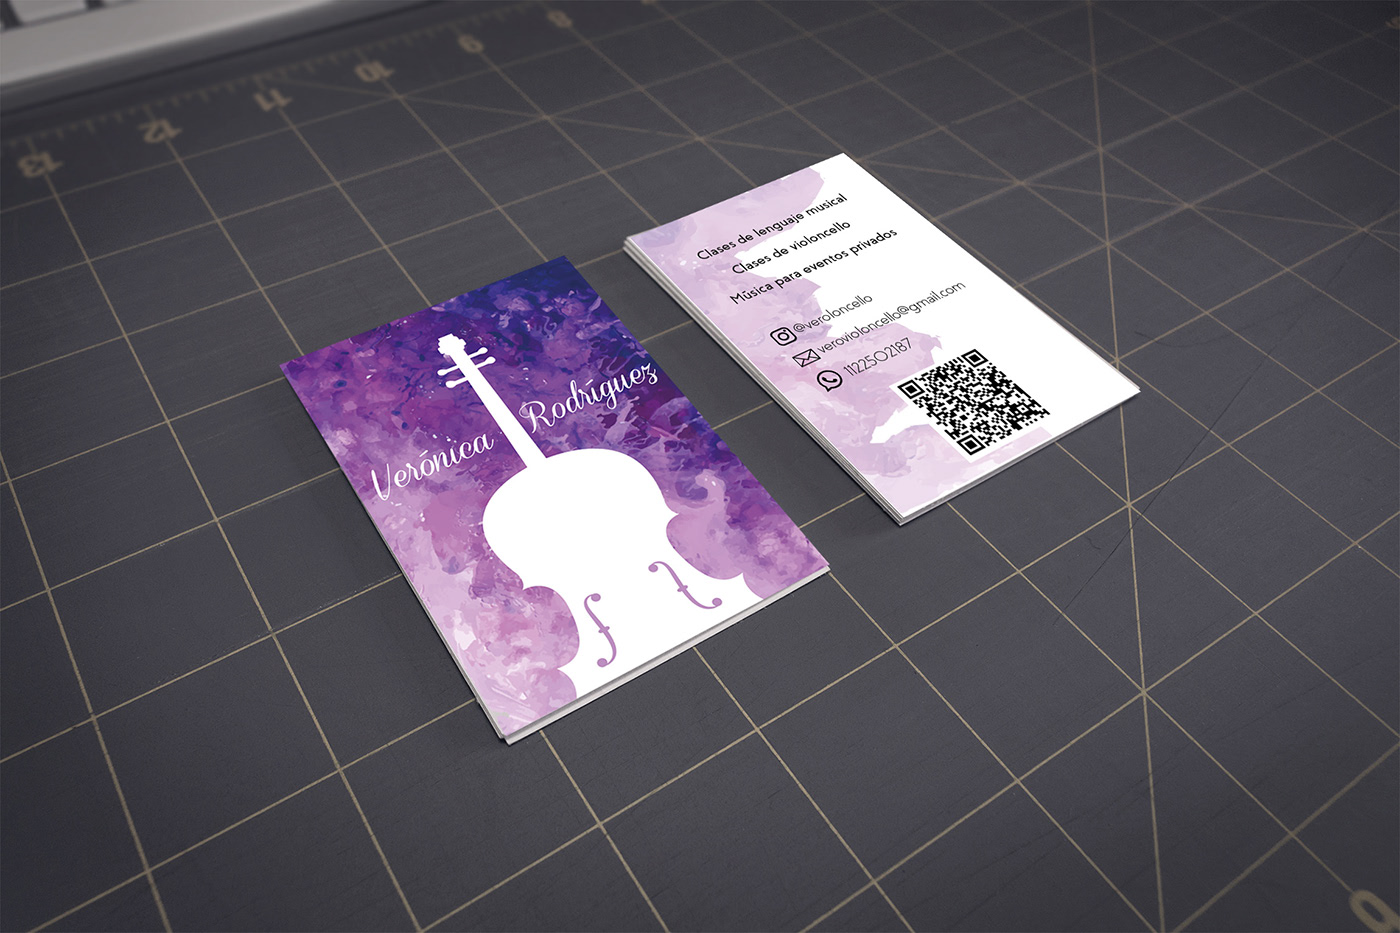 13
12
11
10
9
8
Verónica Rodríguez
Clases de lenguaje musical
Clases de violoncello
Música para eventos privados
@veroloncello
verovioloncello@gmail.com
1122502187